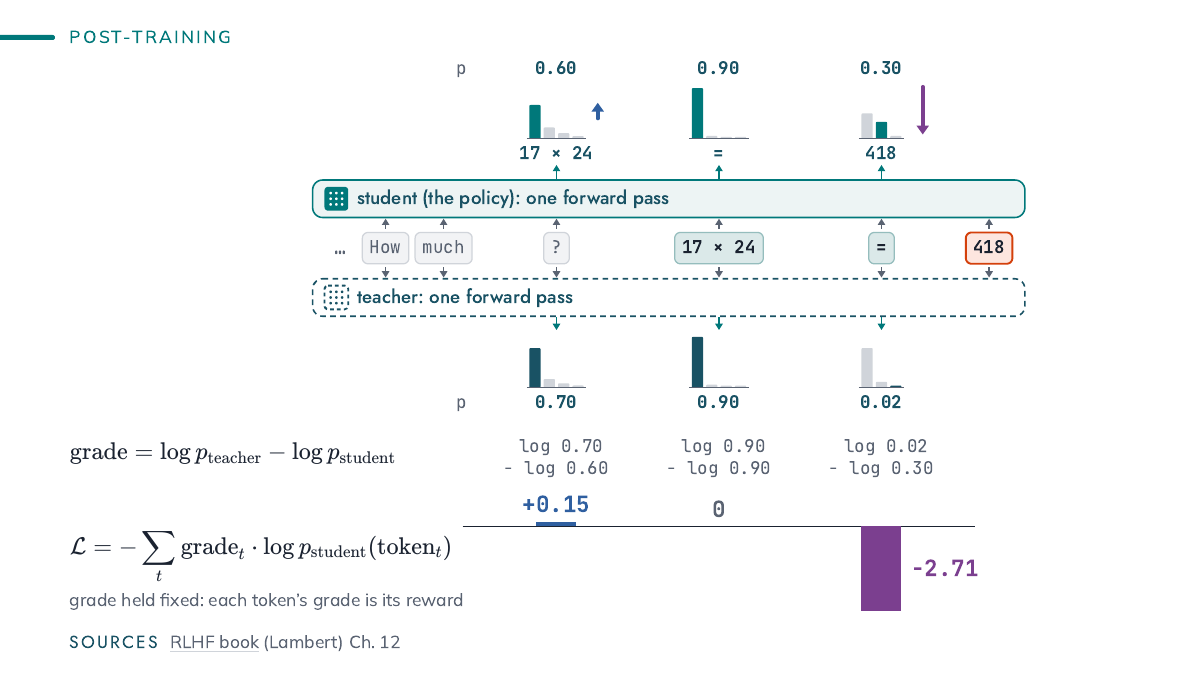 POST-TRAINING
p 0.60 0.90 0.30
17 × 24 = 418
student (the policy): one forward pass
… How much ? 17 × 24 = 418
teacher: one forward pass
p 0.70 0.90 0.02
log 0.70 log 0.90 log 0.02
grade = log p_teacher − log p_student
- log 0.60 - log 0.90 - log 0.30
+0.15 0
ℒ = − ∑_t grade_t · log p_student(token_t)
-2.71
grade held fixed: each token’s grade is its reward
SOURCES RLHF book (Lambert) Ch. 12